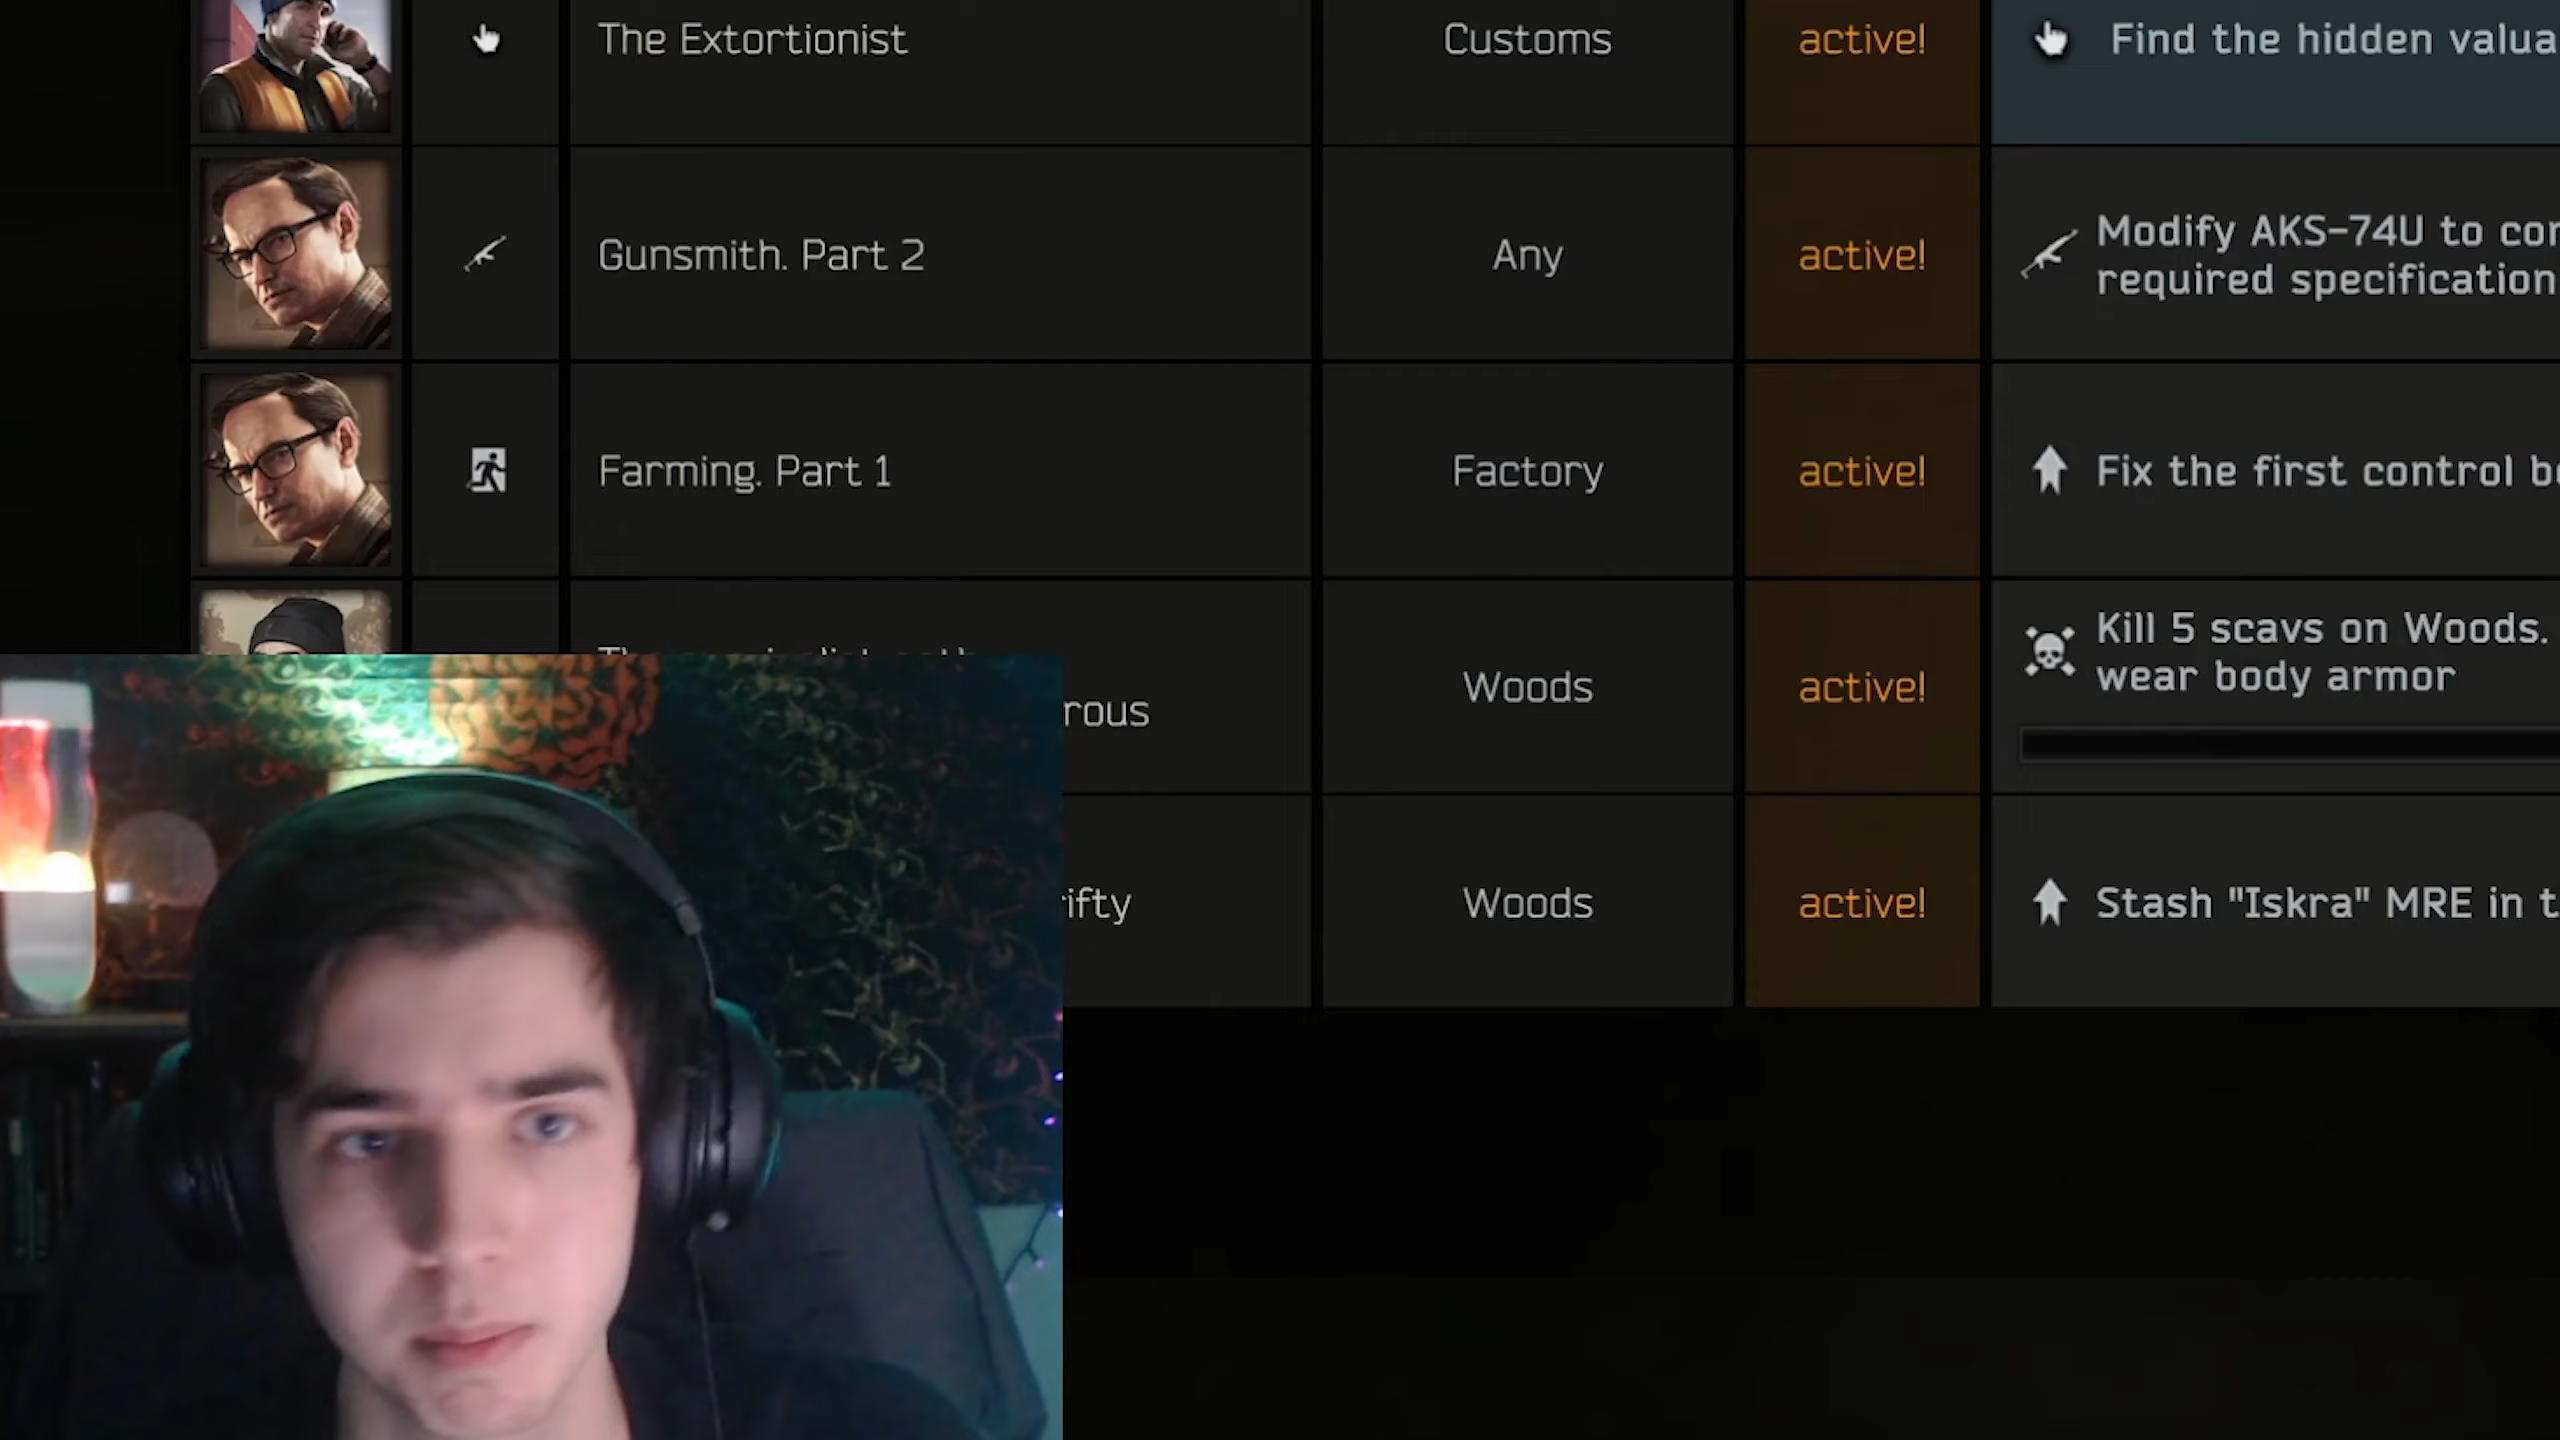 The Extortionist Customs active! Find the hidden valua
Gunsmith. Part 2 Any active! Modify AKS-74U to con
required specification
Farming. Part 1 Factory active! Fix the first control bo
Woods active! Kill 5 scavs on Woods.
rous wear body armor
ifty Woods active! Stash "Iskra" MRE in t